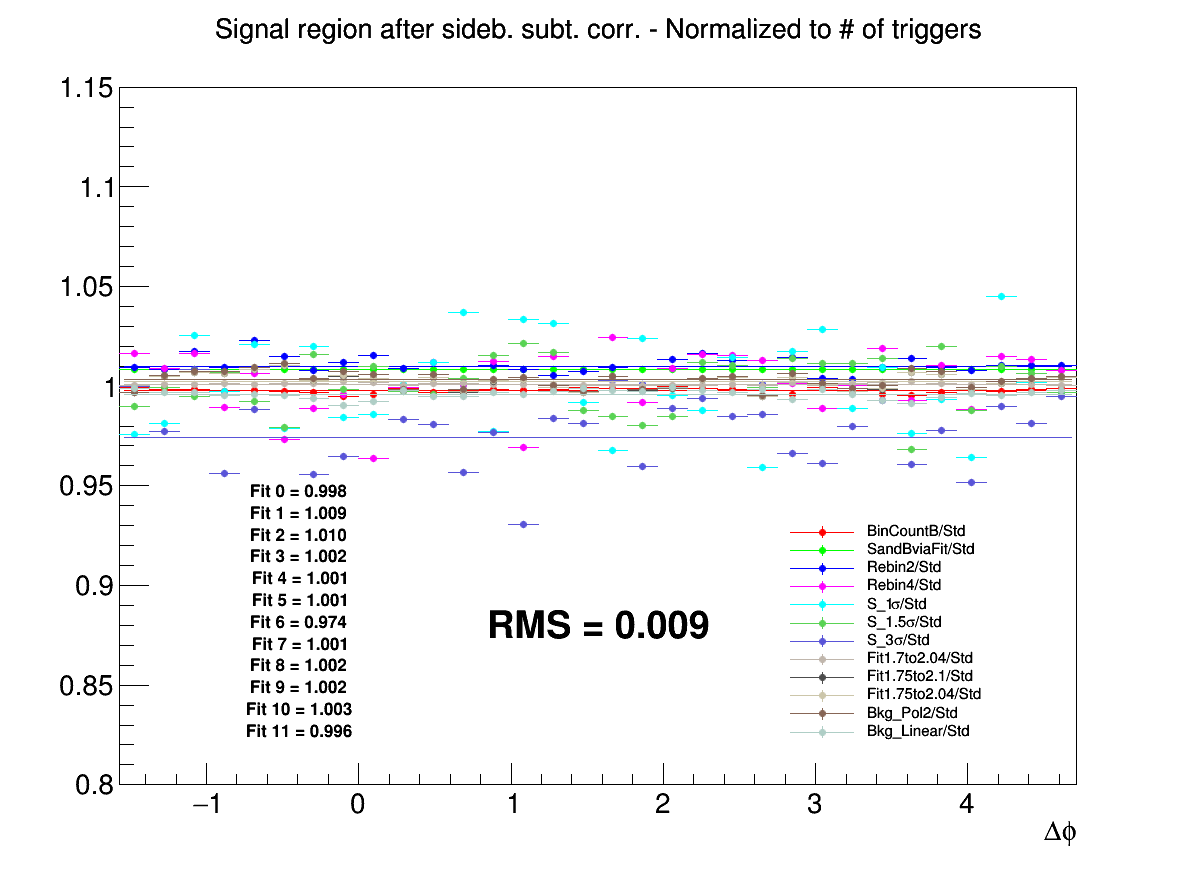 Signal region after sideb. subt. corr. - Normalized to # of triggers
1.15
1.1
1.05
1
0.95
0.9
0.85
0.8
Fit 0 = 0.998
Fit 1 = 1.009
Fit 2 = 1.010
Fit 3 = 1.002
Fit 4 = 1.001
Fit 5 = 1.001
Fit 6 = 0.974
Fit 7 = 1.001
Fit 8 = 1.002
Fit 9 = 1.002
Fit 10 = 1.003
Fit 11 = 0.996
RMS = 0.009
BinCountB/Std
SandBviaFit/Std
Rebin2/Std
Rebin4/Std
S_1σ/Std
S_1.5σ/Std
S_3σ/Std
Fit1.7to2.04/Std
Fit1.75to2.1/Std
Fit1.75to2.04/Std
Bkg_Pol2/Std
Bkg_Linear/Std
−1 0 1 2 3 4
Δϕ